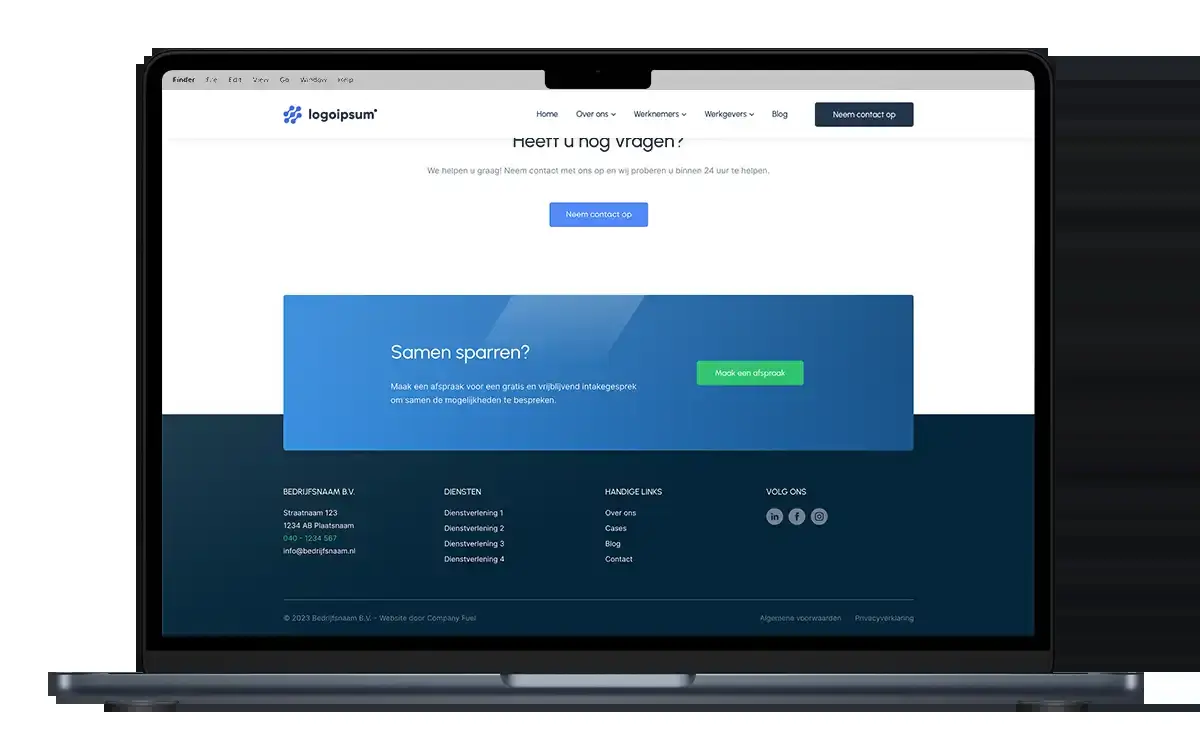 Finder File Edit View Go Window Help
logoipsum
Home Over ons Werknemers Werkgevers Blog Neem contact op
Heeft u nog vragen?
We helpen u graag! Neem contact met ons op en wij proberen u binnen 24 uur te helpen.
Neem contact op
Samen sparren?
Maak een afspraak voor een gratis en vrijblijvend intakegesprek
om samen de mogelijkheden te bespreken.
Maak een afspraak
BEDRIJFSNAAM B.V.
Straatnaam 123
1234 AB Plaatsnaam
040 - 1234 567
info@bedrijfsnaam.nl
DIENSTEN
Dienstverlening 1
Dienstverlening 2
Dienstverlening 3
Dienstverlening 4
HANDIGE LINKS
Over ons
Cases
Blog
Contact
VOLG ONS
in f
© 2023 Bedrijfsnaam B.V. - Website door Company Fuel
Algemene voorwaarden Privacyverklaring